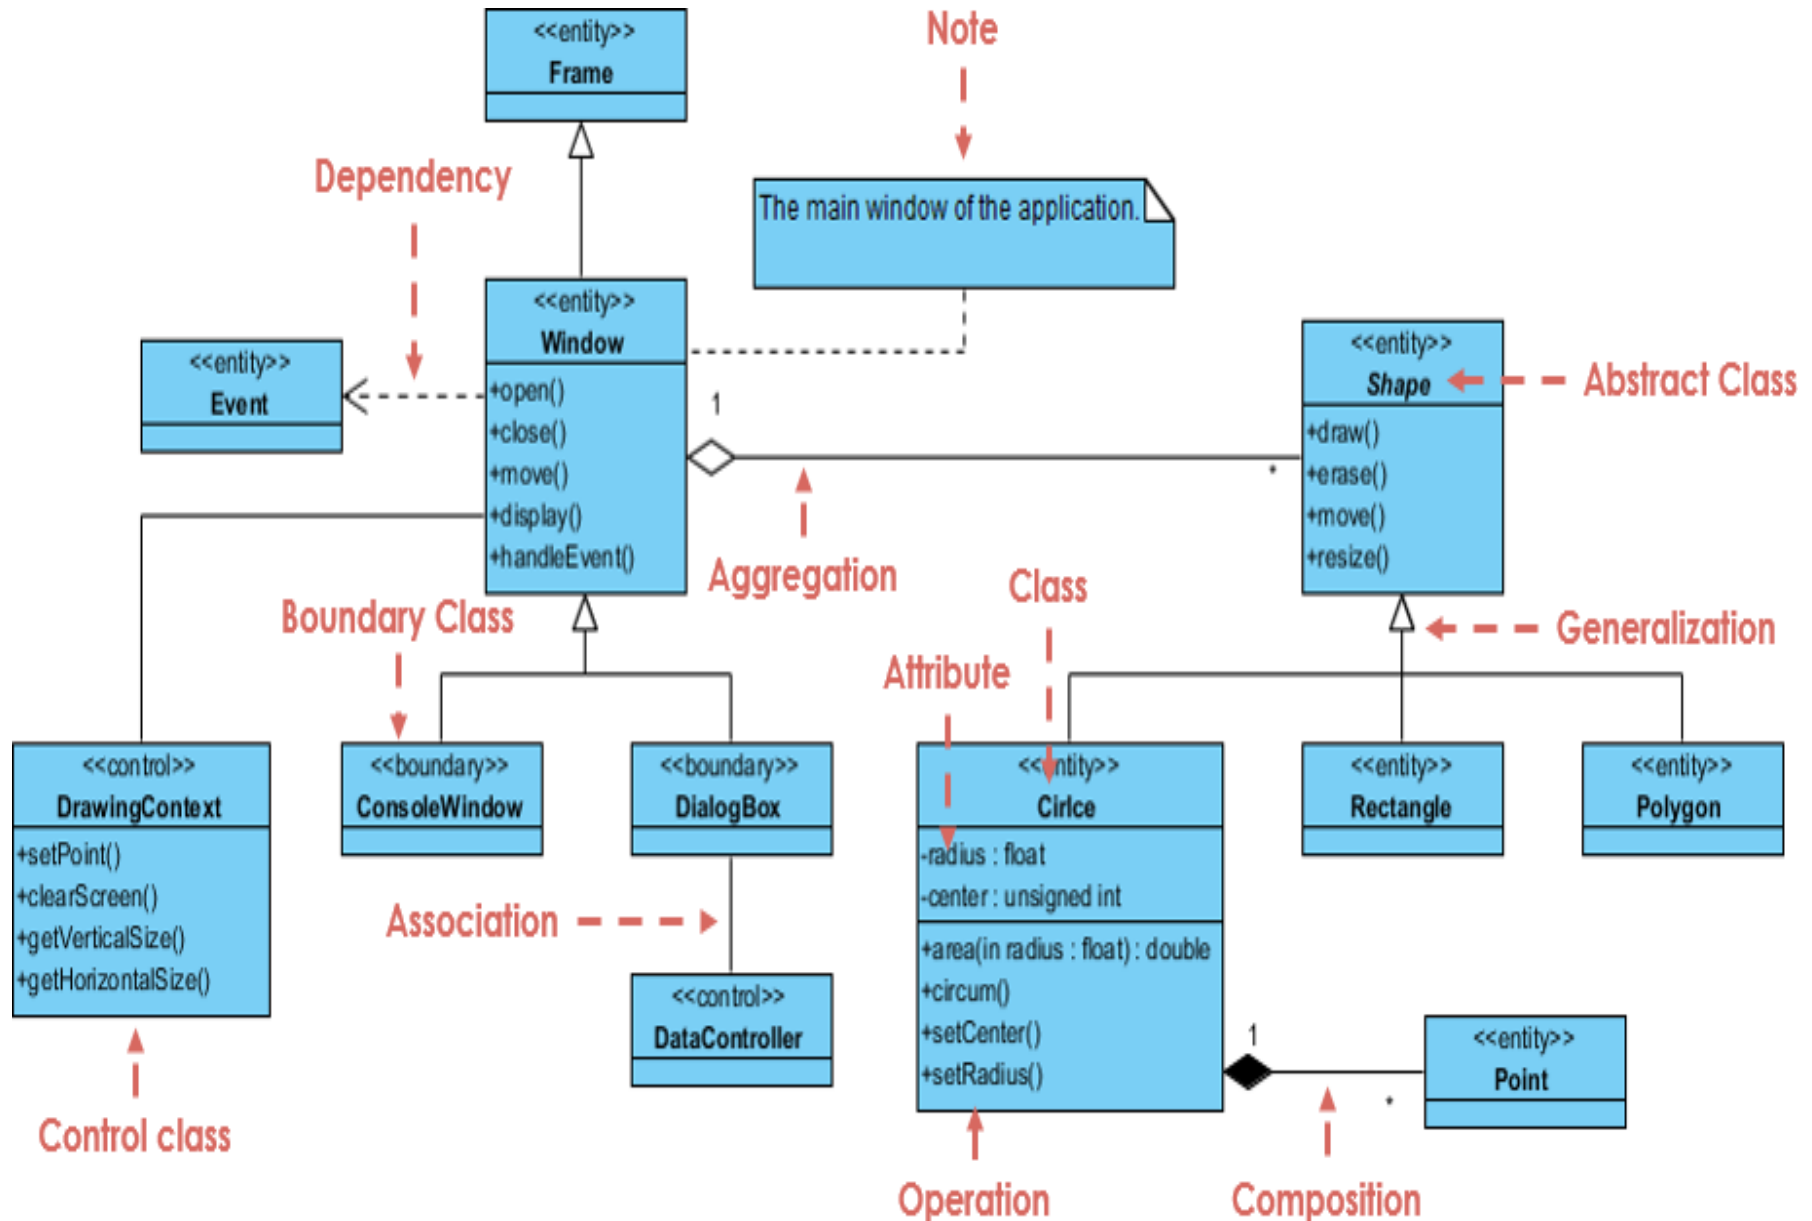 <<entity>>
Frame
Note
Dependency
The main window of the application.
<<entity>>
Window
+open()
+close()
+move()
+display()
+handleEvent()
<<entity>>
Event
1
*
Aggregation
<<entity>>
Shape
+draw()
+erase()
+move()
+resize()
Abstract Class
Generalization
Boundary Class
Class
Attribute
<<control>>
DrawingContext
+setPoint()
+clearScreen()
+getVerticalSize()
+getHorizontalSize()
Control class
<<boundary>>
ConsoleWindow
<<boundary>>
DialogBox
Association
<<control>>
DataController
<<entity>>
Cirlce
-radius : float
-center : unsigned int
+area(in radius : float) : double
+circum()
+setCenter()
+setRadius()
Operation
<<entity>>
Rectangle
<<entity>>
Polygon
1
*
Composition
<<entity>>
Point